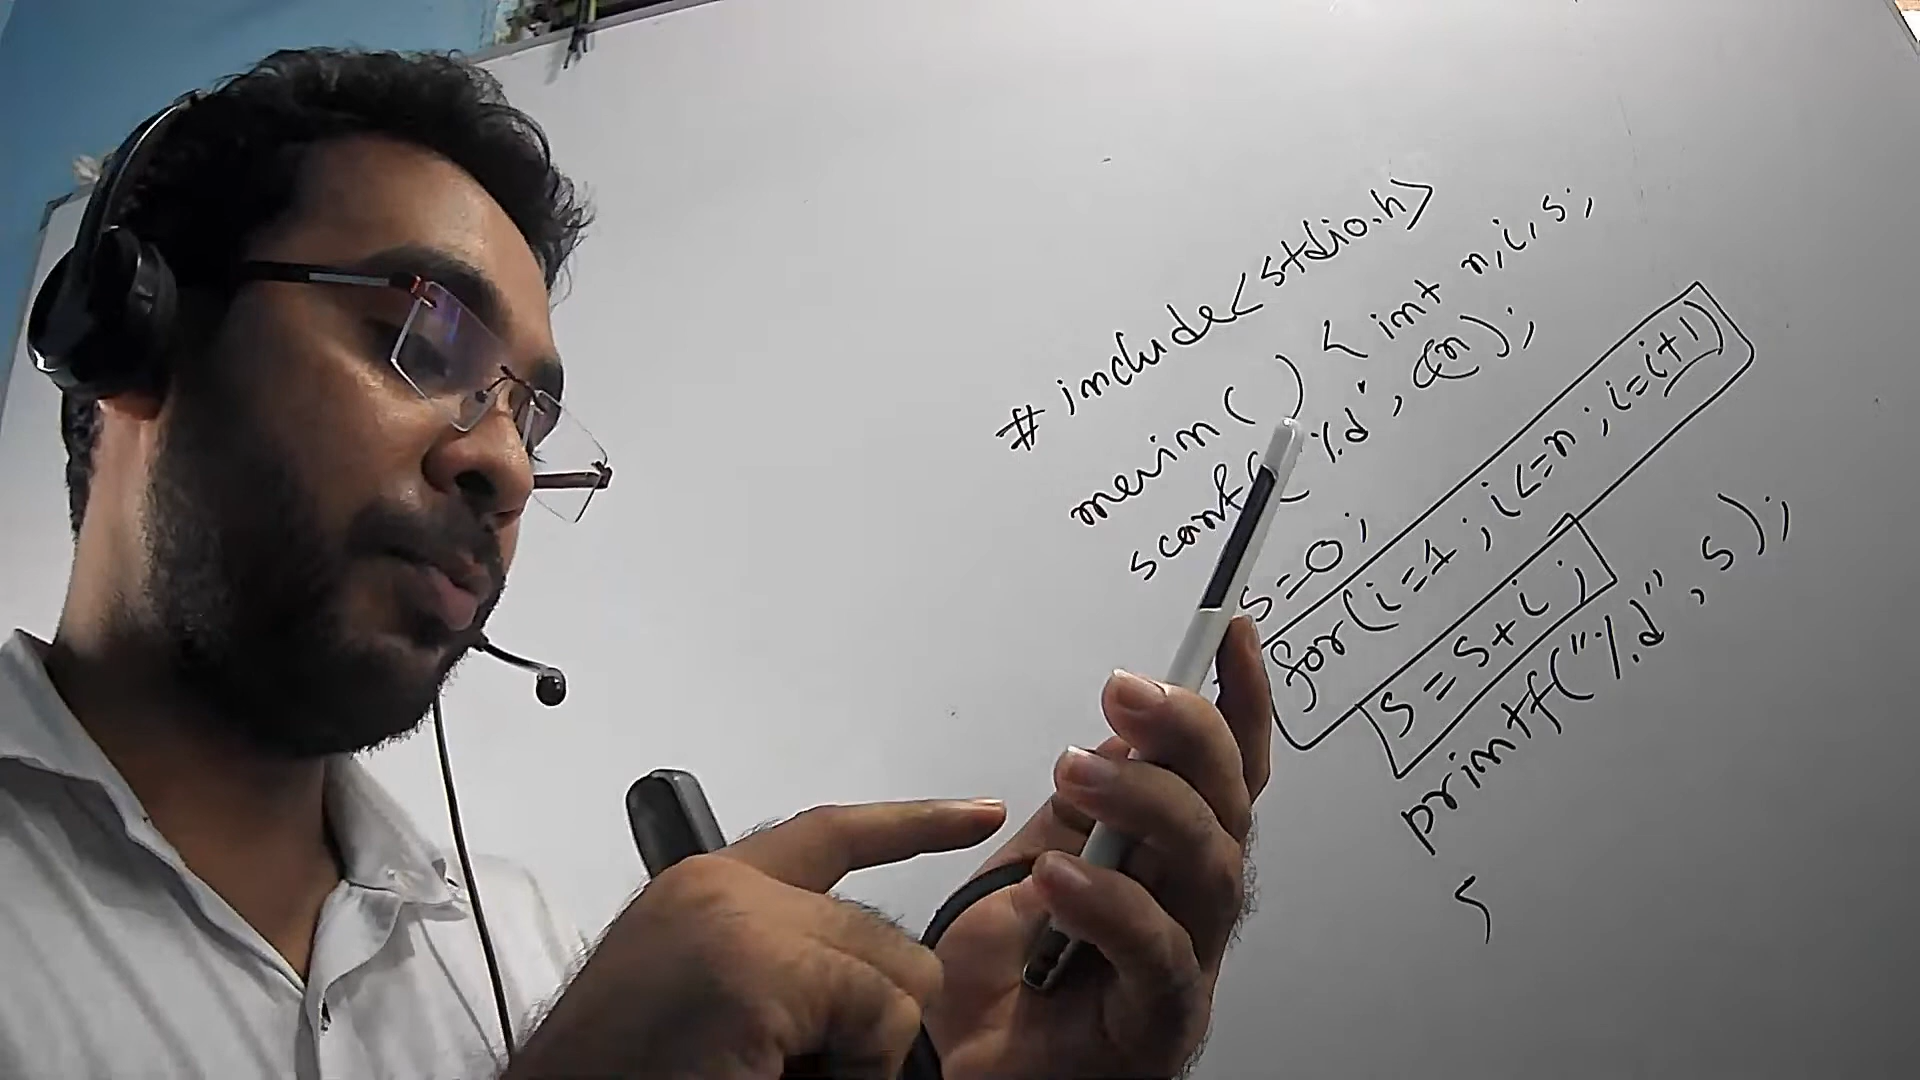 #include<stdio.h>
main() { int n, i, s;
scanf("%d", &n);
s=0;
for(i=1; i<=n; i=i+1)
s=s+i;
printf("%d", s);
}